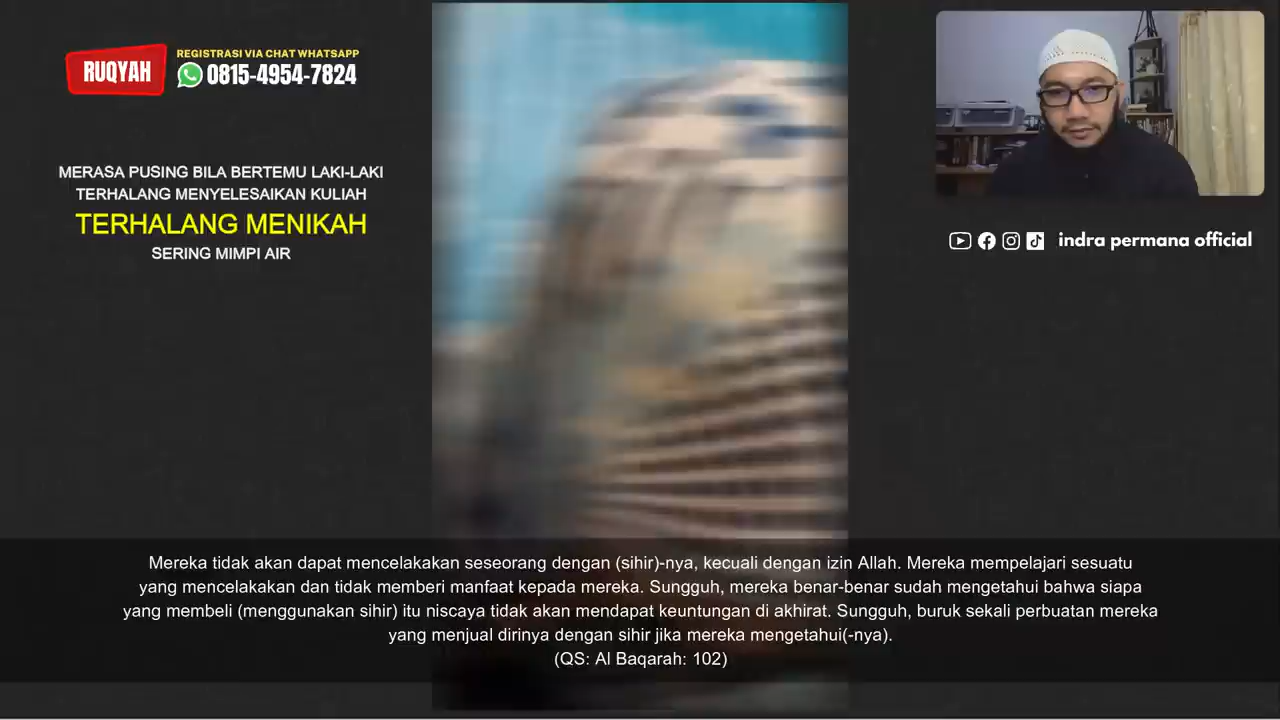 RUQYAH
REGISTRASI VIA CHAT WHATSAPP
0815-4954-7824
MERASA PUSING BILA BERTEMU LAKI-LAKI
TERHALANG MENYELESAIKAN KULIAH
TERHALANG MENIKAH
SERING MIMPI AIR
indra permana official
Mereka tidak akan dapat mencelakakan seseorang dengan (sihir)-nya, kecuali dengan izin Allah. Mereka mempelajari sesuatu
yang mencelakakan dan tidak memberi manfaat kepada mereka. Sungguh, mereka benar-benar sudah mengetahui bahwa siapa
yang membeli (menggunakan sihir) itu niscaya tidak akan mendapat keuntungan di akhirat. Sungguh, buruk sekali perbuatan mereka
yang menjual dirinya dengan sihir jika mereka mengetahui(-nya).
(QS: Al Baqarah: 102)